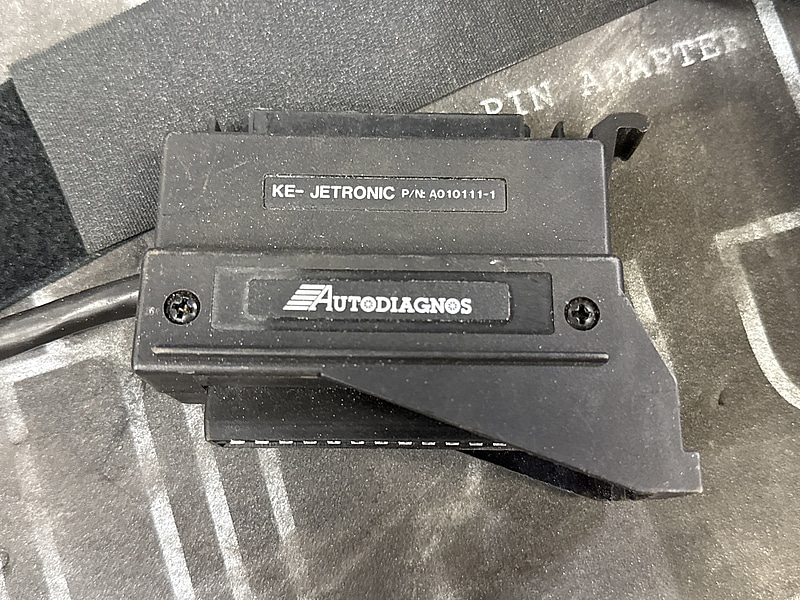 PIN ADAPTER
KE- JETRONIC P/N: A010111-1
AUTODIAGNOS